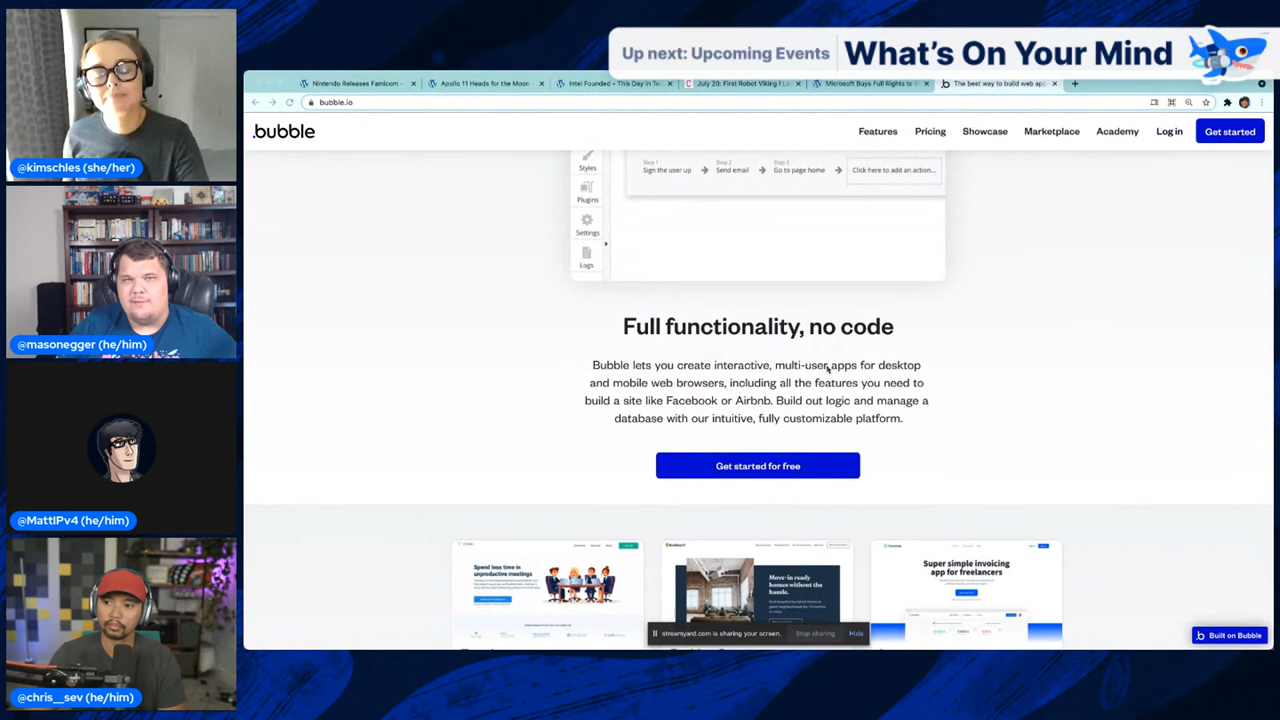 Up next: Upcoming Events What's On Your Mind
@kimschles (she/her)
@masonegger (he/him)
@MattIPv4 (he/him)
@chris__sev (he/him)
Nintendo Releases Famicom -
Apollo 11 Heads for the Moon
Intel Founded – This Day in Te
July 20: First Robot Viking I L
Microsoft Buys Full Rights to
The best way to build web app
bubble.io
.bubble
Features Pricing Showcase Marketplace Academy Log in Get started
Styles
Plugins
Settings
Logs
Step 1 Step 2 Step 3
Sign the user up Send email Go to page home Click here to add an action...
Full functionality, no code
Bubble lets you create interactive, multi-user apps for desktop
and mobile web browsers, including all the features you need to
build a site like Facebook or Airbnb. Build out logic and manage a
database with our intuitive, fully customizable platform.
Get started for free
Spend less time in
unproductive meetings
Move-in ready
homes without the
hassle.
Super simple invoicing
app for freelancers
streamyard.com is sharing your screen. Stop sharing Hide
Built on Bubble